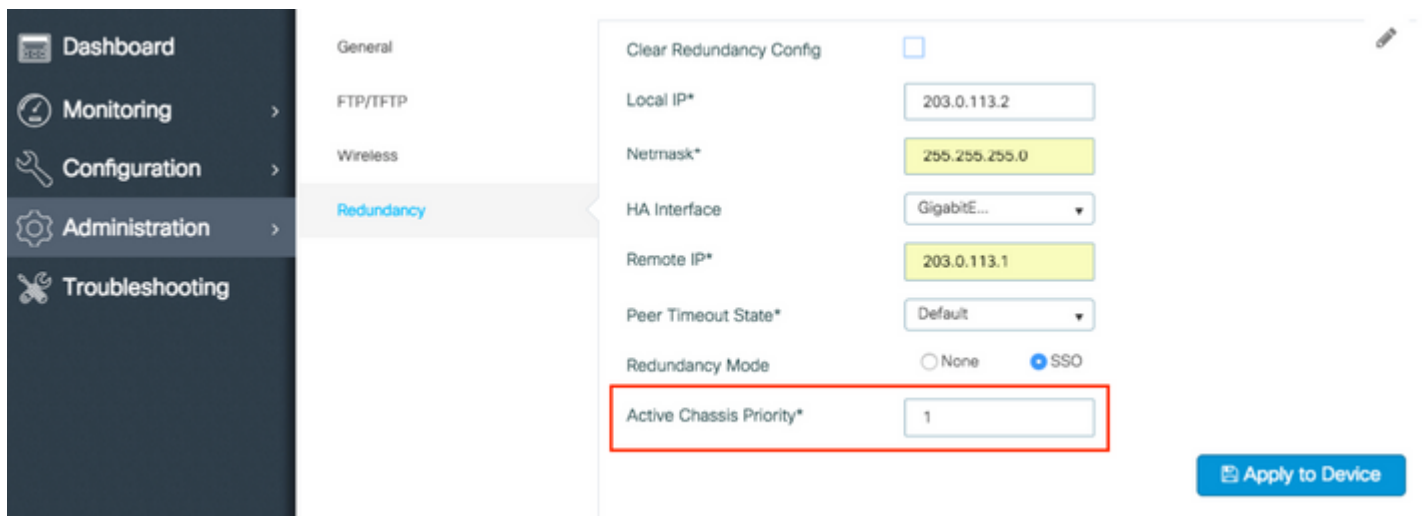 Dashboard
Monitoring
Configuration
Administration
Troubleshooting
General
FTP/TFTP
Wireless
Redundancy
Clear Redundancy Config
Local IP* 203.0.113.2
Netmask* 255.255.255.0
HA Interface GigabitE...
Remote IP* 203.0.113.1
Peer Timeout State* Default
Redundancy Mode None SSO
Active Chassis Priority* 1
Apply to Device